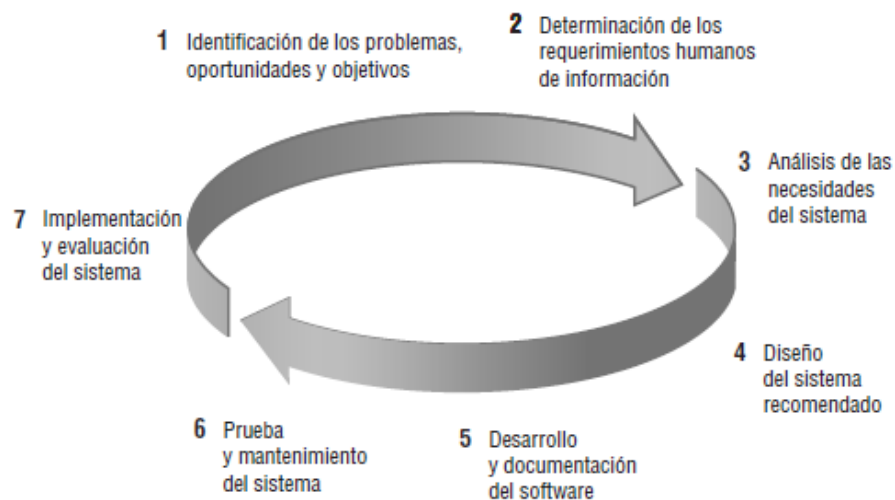 1 Identificación de los problemas,
oportunidades y objetivos
2 Determinación de los
requerimientos humanos
de información
3 Análisis de las
necesidades
del sistema
4 Diseño
del sistema
recomendado
5 Desarrollo
y documentación
del software
6 Prueba
y mantenimiento
del sistema
7 Implementación
y evaluación
del sistema